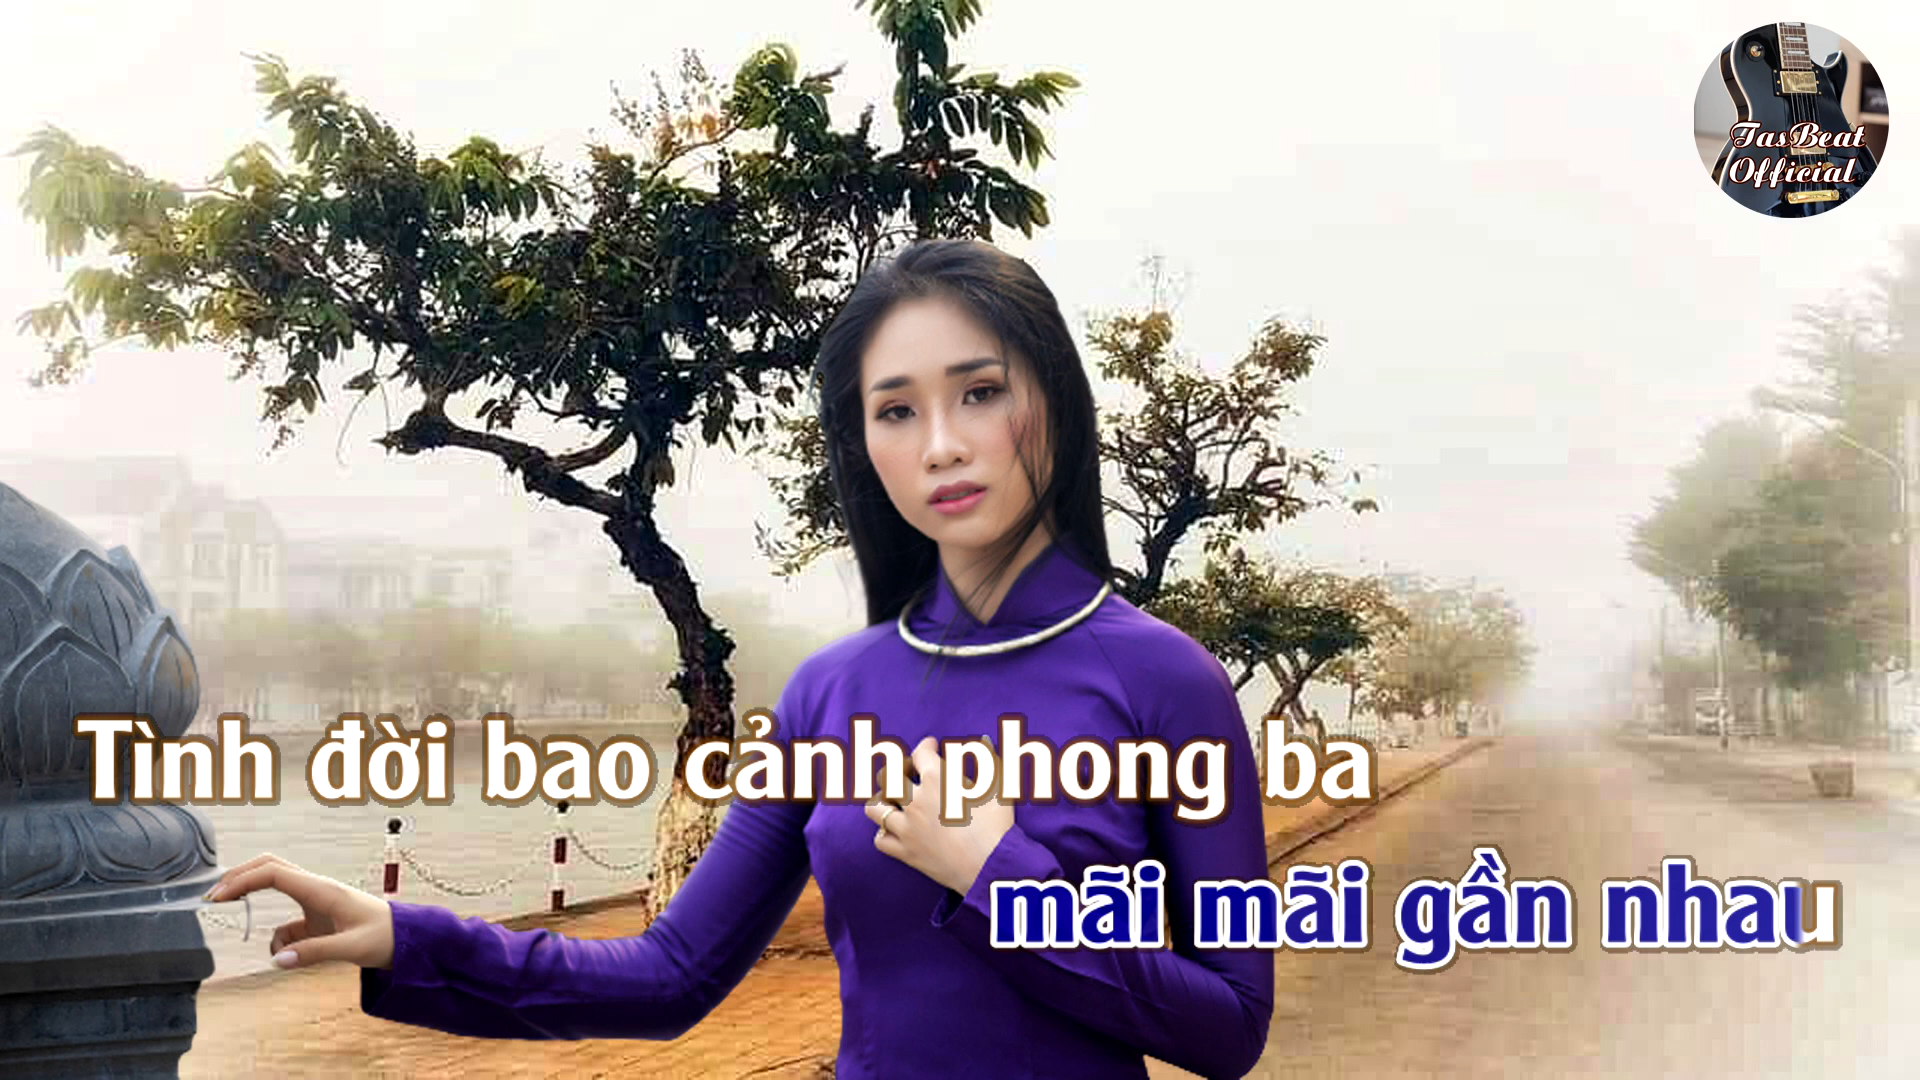 TasBeat
Official
Tình đời bao cảnh phong ba
mãi mãi gần nhau